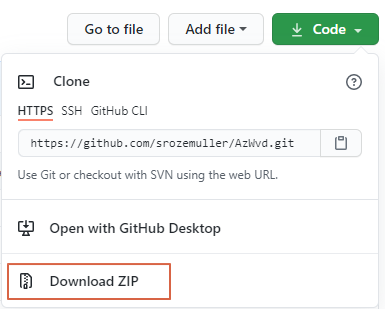 Go to file Add file Code
Clone
HTTPS SSH GitHub CLI
https://github.com/srozemuller/AzWvd.git
Use Git or checkout with SVN using the web URL.
Open with GitHub Desktop
Download ZIP